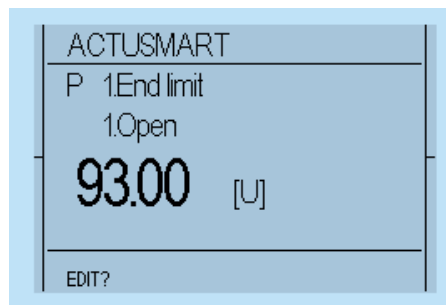 ACTUSMART
P 1.End limit
1.Open
93.00 [U]
EDIT?